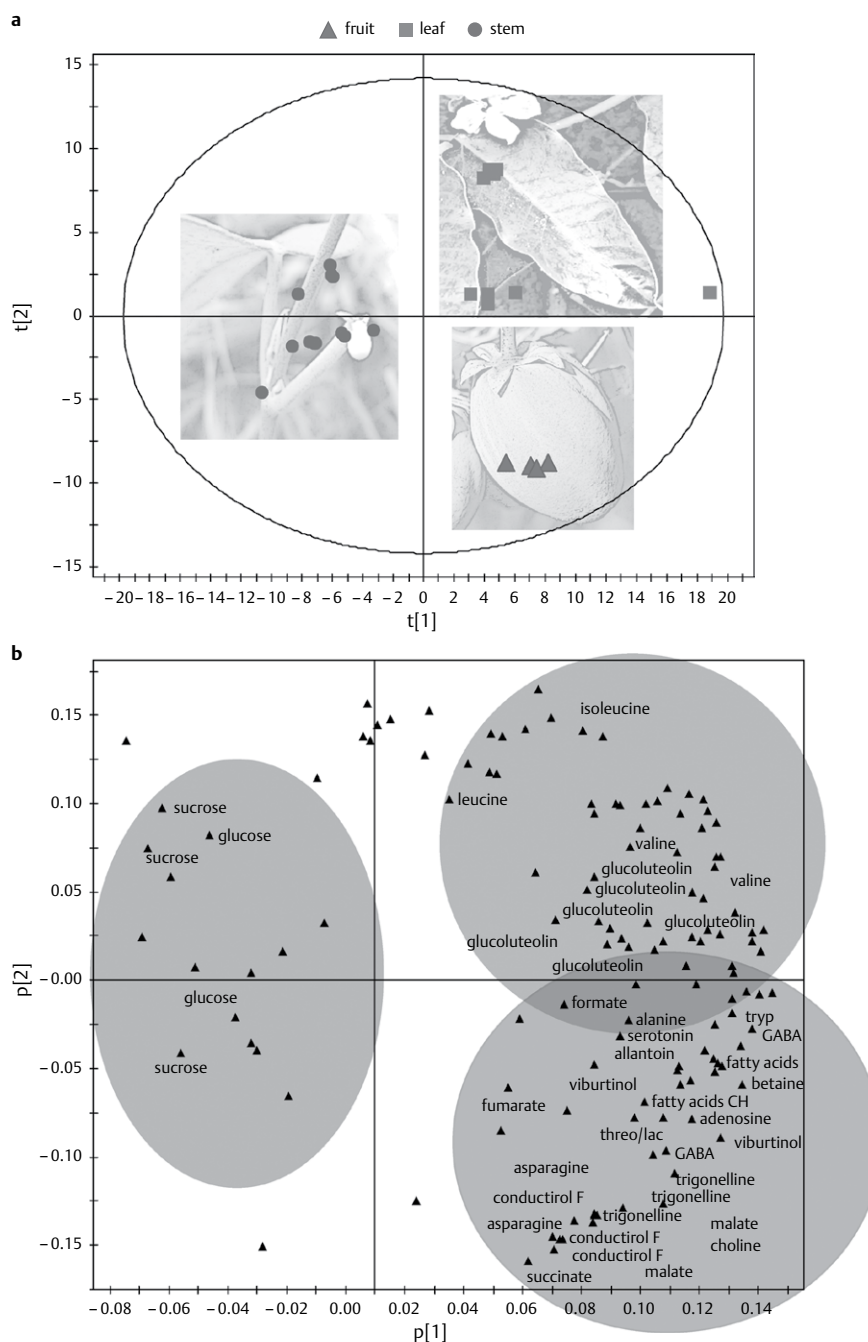 a
fruit leaf stem
15
10
5
0
−5
−10
−15
t[2]
−20 −18 −16 −14 −12 −10 −8 −6 −4 −2 0 2 4 6 8 10 12 14 16 18 20
t[1]
b
0.15
0.10
0.05
−0.00
−0.05
−0.10
−0.15
p[2]
isoleucine
leucine
sucrose
glucose
sucrose
valine
glucoluteolin
valine
glucoluteolin
glucoluteolin
glucoluteolin
glucoluteolin
glucoluteolin
glucose
formate
alanine
tryp
serotonin
GABA
allantoin
sucrose
fatty acids
viburtinol
betaine
fumarate
fatty acids CH
adenosine
threo/lac
viburtinol
GABA
asparagine
trigonelline
conductirol F
trigonelline
trigonelline
asparagine
malate
conductirol F
choline
conductirol F
malate
succinate
−0.08 −0.06 −0.04 −0.02 0.00 0.02 0.04 0.06 0.08 0.10 0.12 0.14
p[1]